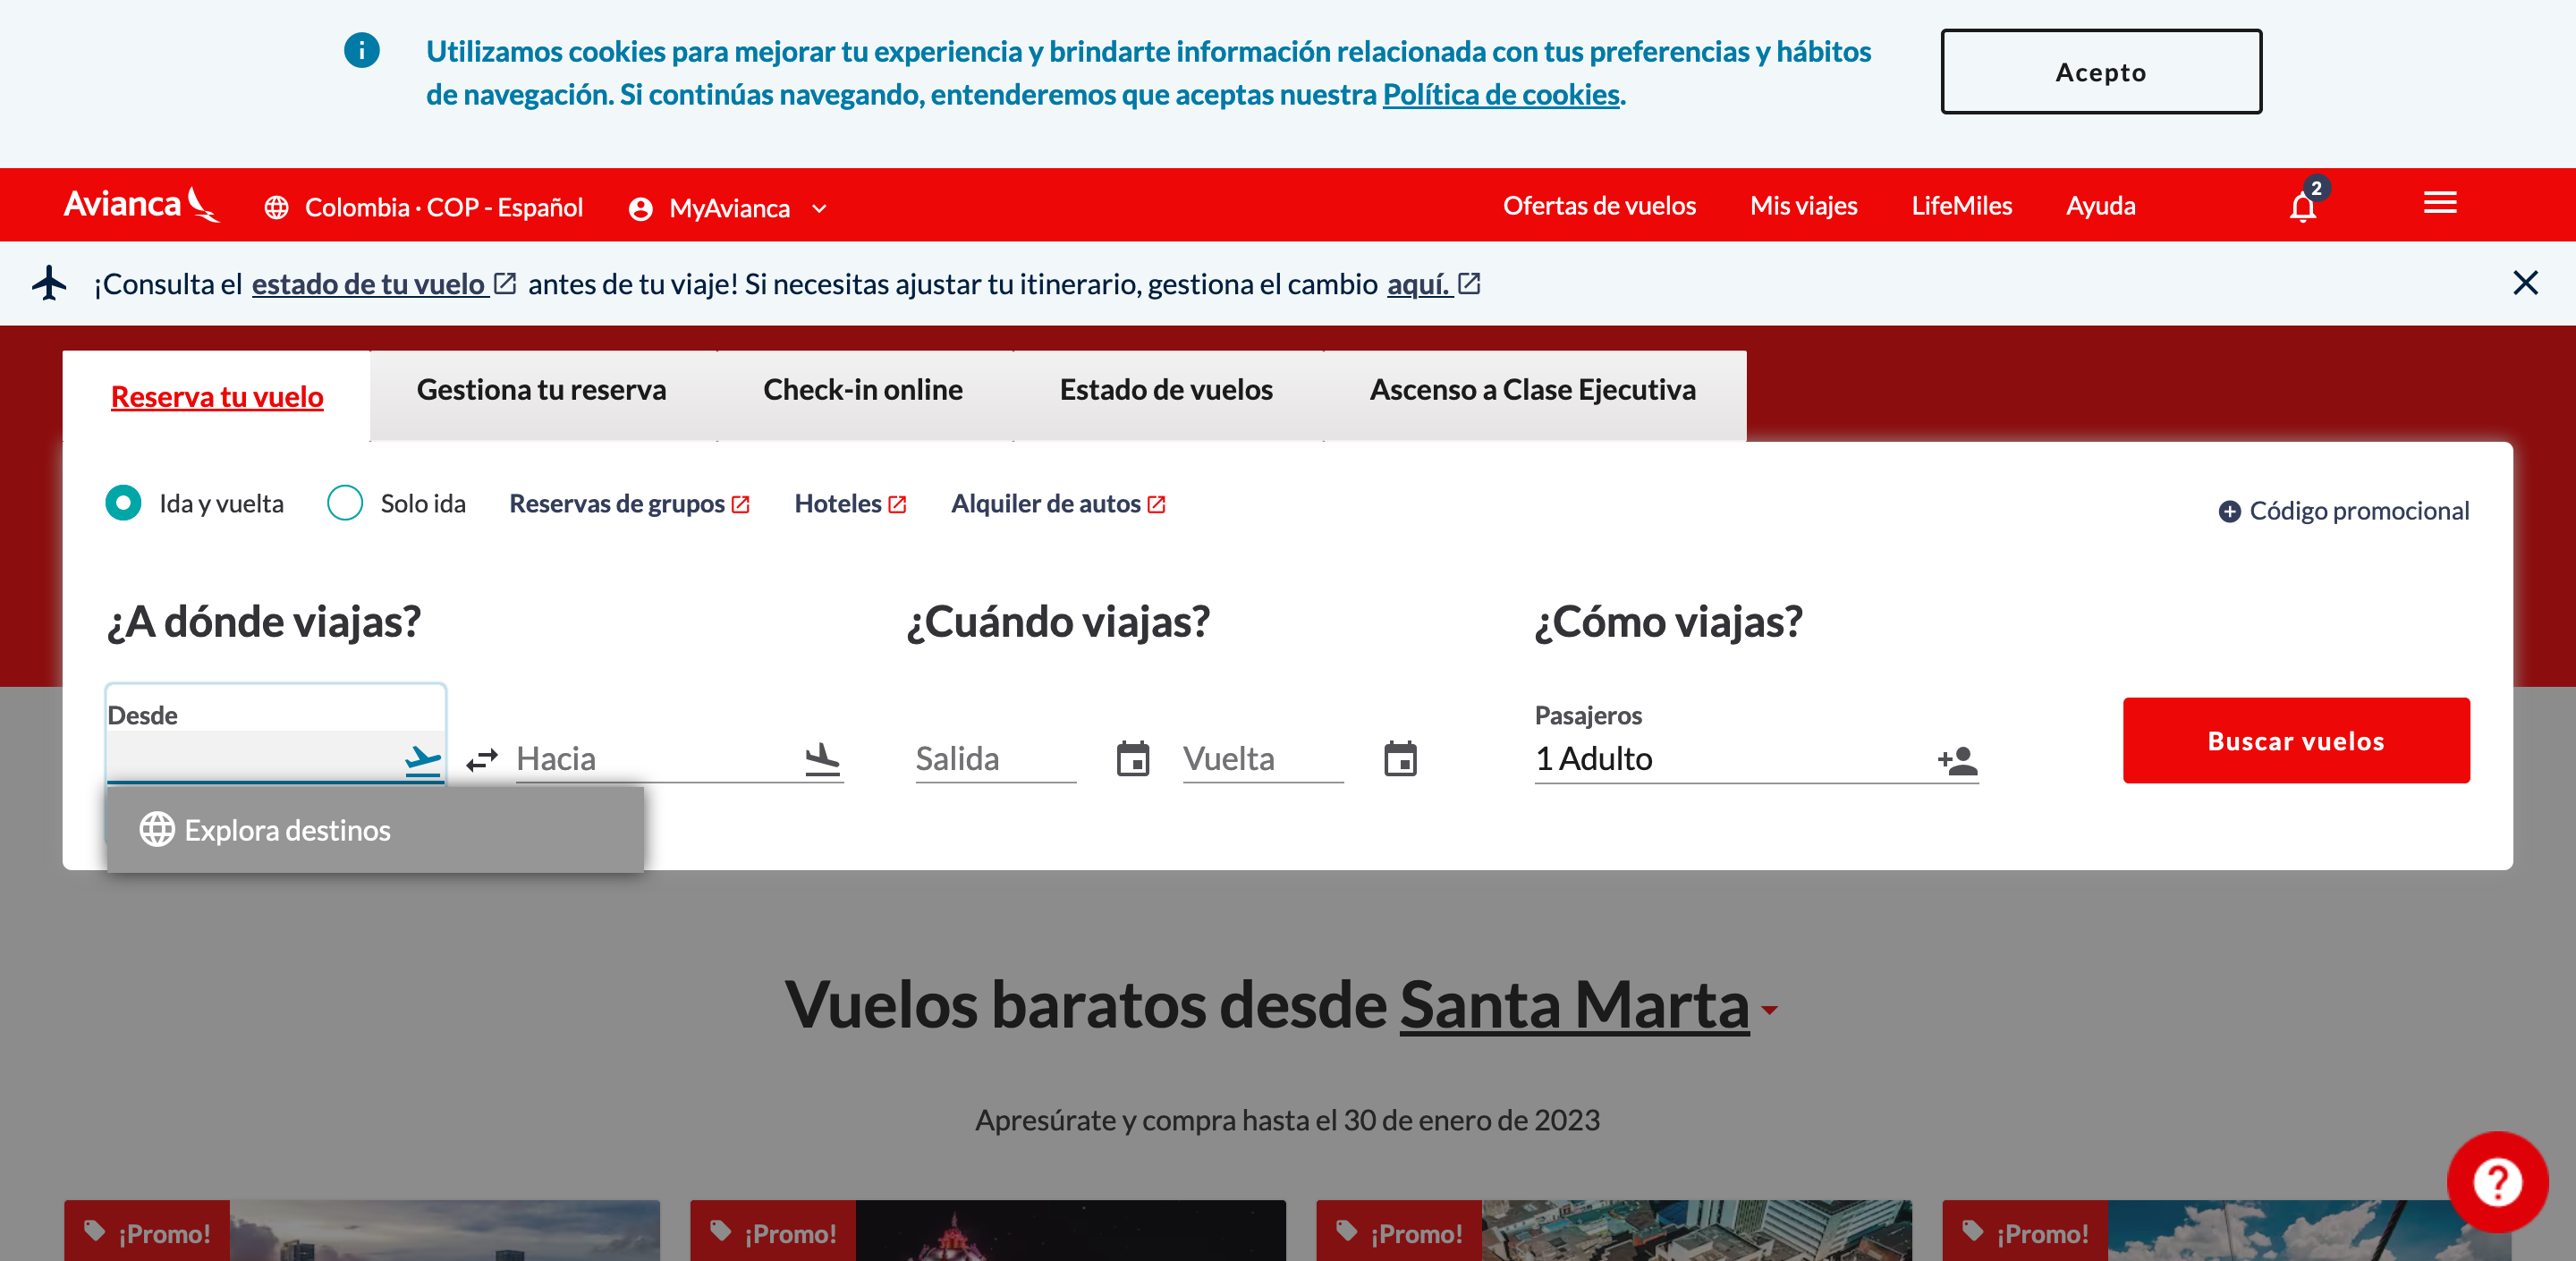 Utilizamos cookies para mejorar tu experiencia y brindarte información relacionada con tus preferencias y hábitos
de navegación. Si continúas navegando, entenderemos que aceptas nuestra Política de cookies.
Acepto
Avianca
Colombia · COP - Español
MyAvianca
Ofertas de vuelos
Mis viajes
LifeMiles
Ayuda
2
¡Consulta el estado de tu vuelo antes de tu viaje! Si necesitas ajustar tu itinerario, gestiona el cambio aquí.
Reserva tu vuelo
Gestiona tu reserva
Check-in online
Estado de vuelos
Ascenso a Clase Ejecutiva
Ida y vuelta
Solo ida
Reservas de grupos
Hoteles
Alquiler de autos
Código promocional
¿A dónde viajas?
¿Cuándo viajas?
¿Cómo viajas?
Desde
Hacia
Salida
Vuelta
Pasajeros
1 Adulto
Buscar vuelos
Explora destinos
Vuelos baratos desde Santa Marta
Apresúrate y compra hasta el 30 de enero de 2023
¡Promo!
¡Promo!
¡Promo!
¡Promo!